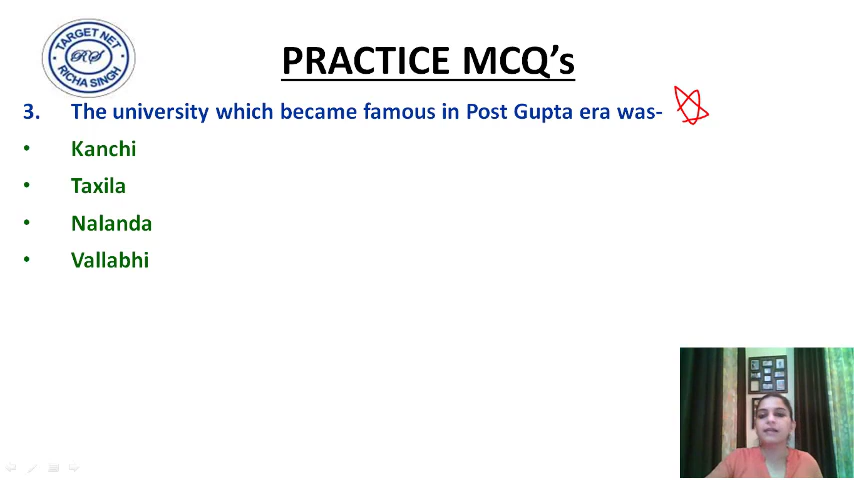 TARGET NET
RS
RICHA SINGH
PRACTICE MCQ's
3. The university which became famous in Post Gupta era was-
• Kanchi
• Taxila
• Nalanda
• Vallabhi